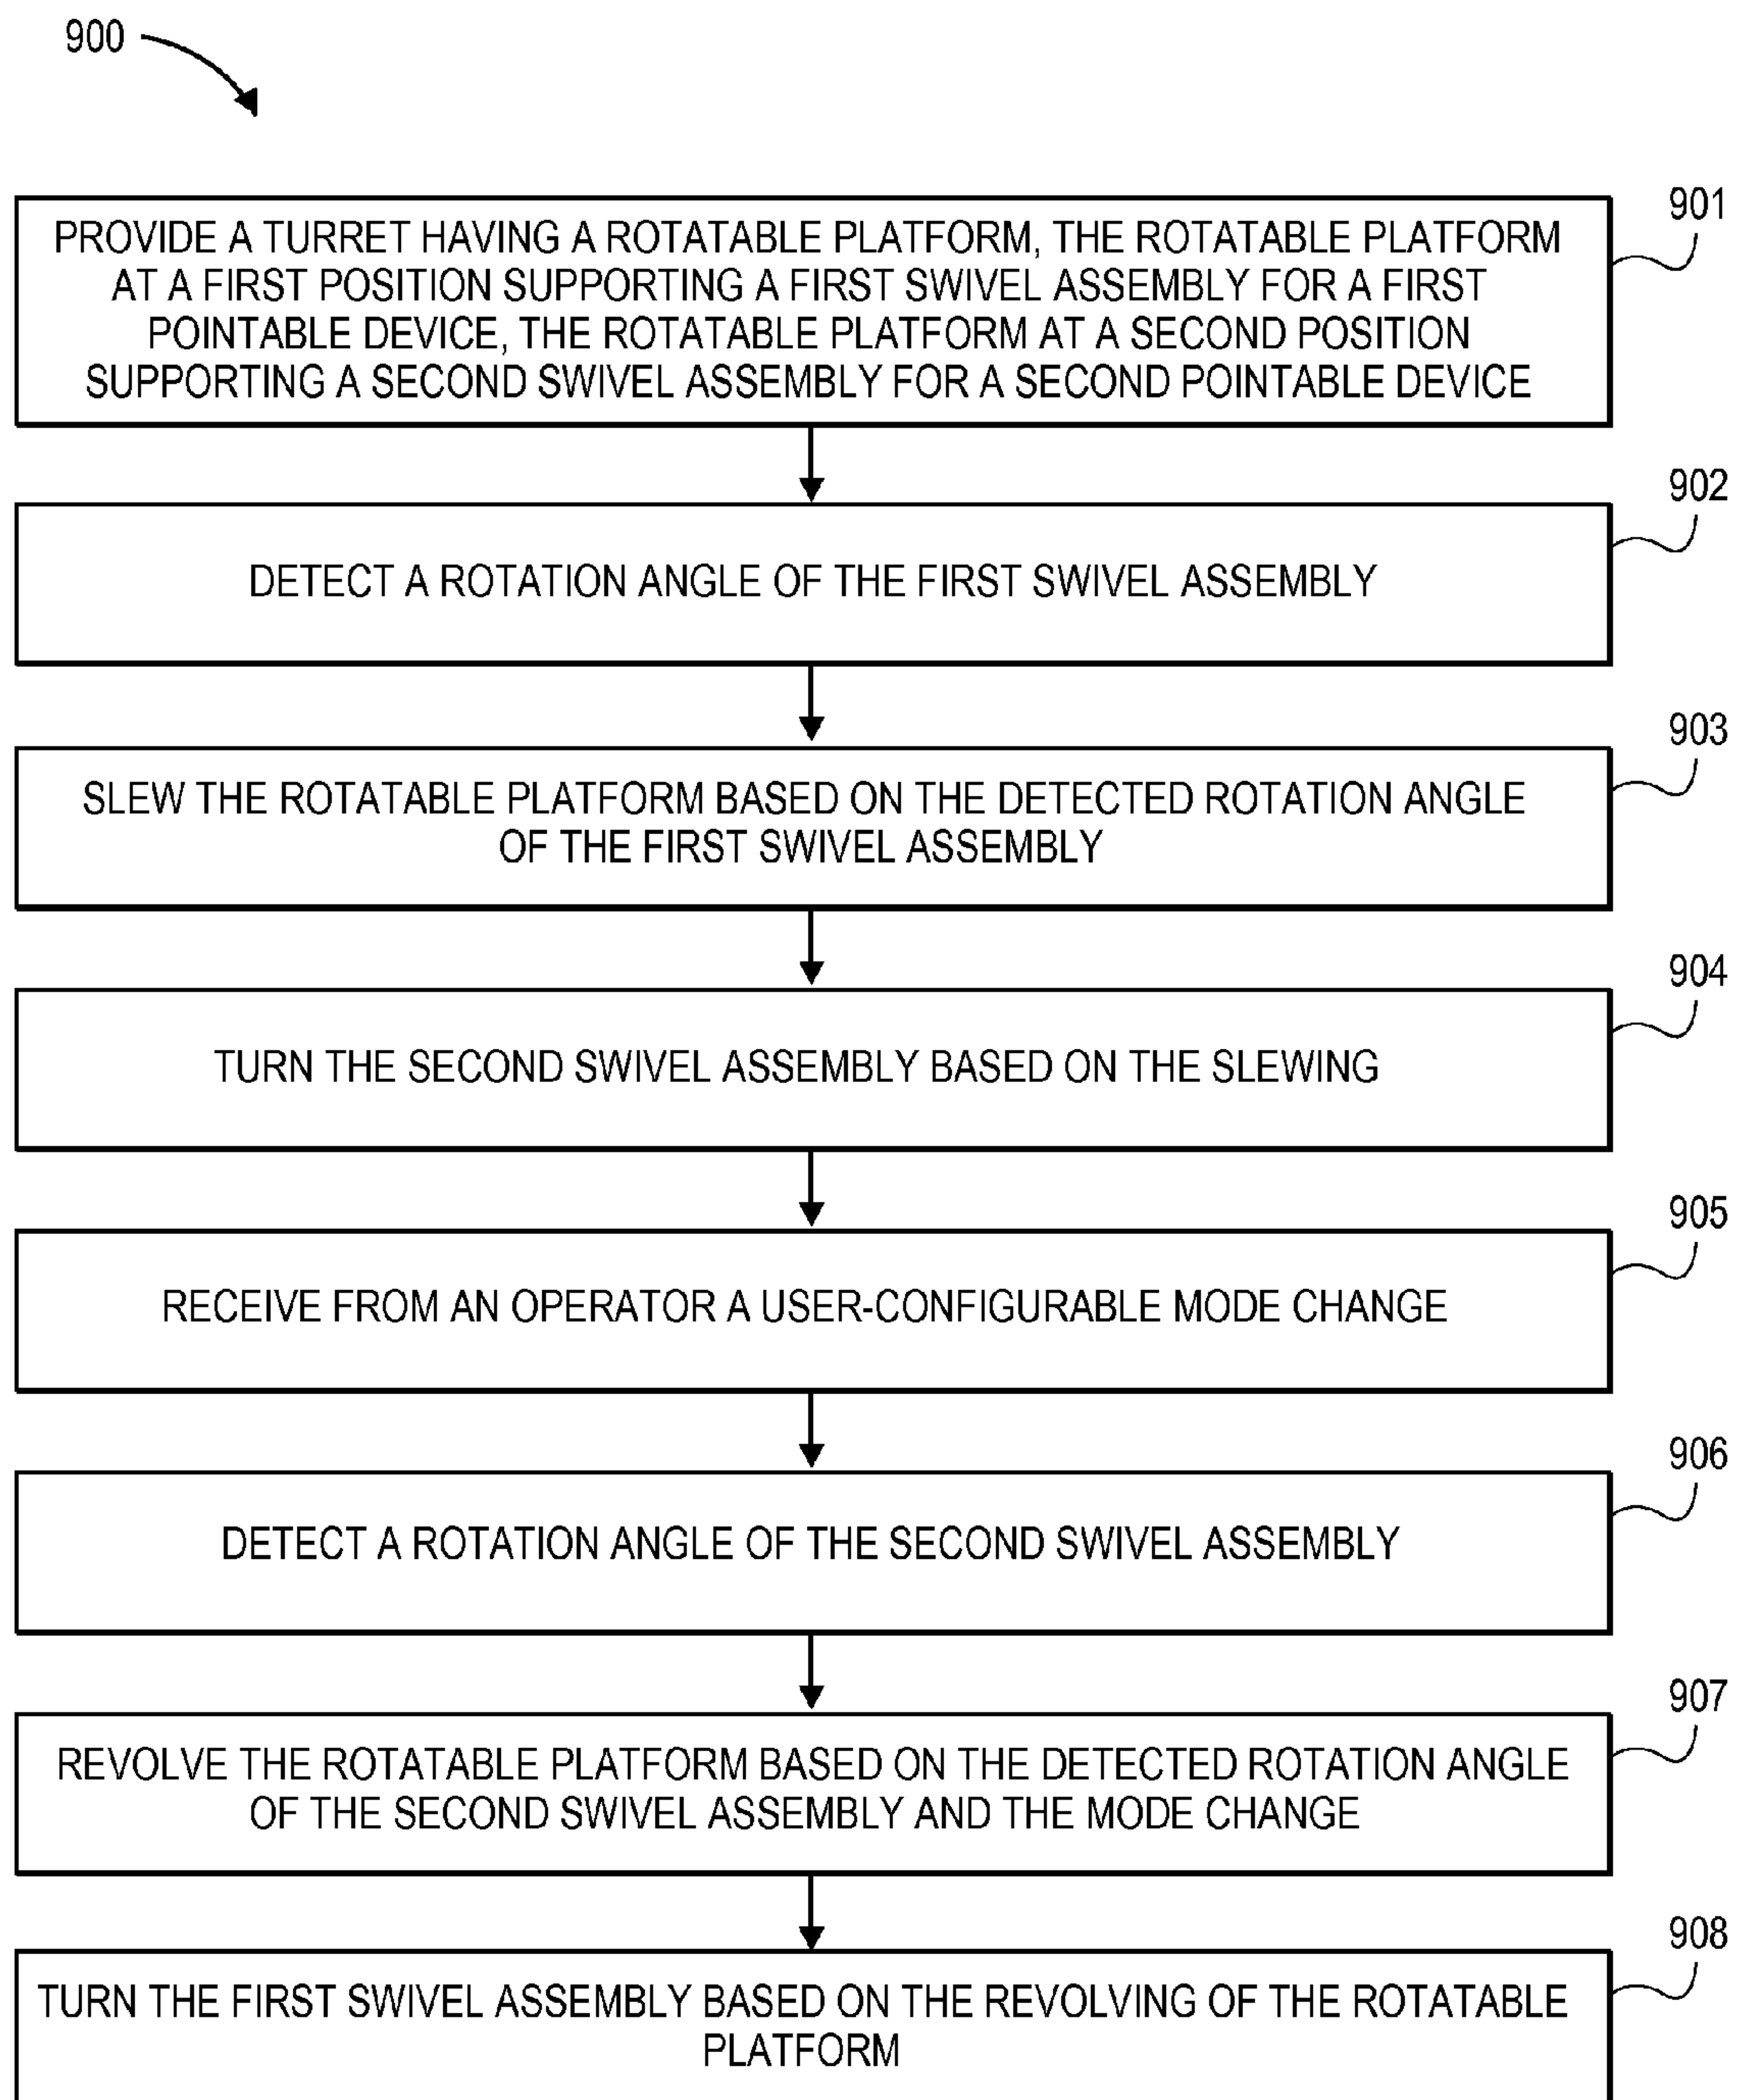 900
901
PROVIDE A TURRET HAVING A ROTATABLE PLATFORM, THE ROTATABLE PLATFORM
AT A FIRST POSITION SUPPORTING A FIRST SWIVEL ASSEMBLY FOR A FIRST
POINTABLE DEVICE, THE ROTATABLE PLATFORM AT A SECOND POSITION
SUPPORTING A SECOND SWIVEL ASSEMBLY FOR A SECOND POINTABLE DEVICE
902
DETECT A ROTATION ANGLE OF THE FIRST SWIVEL ASSEMBLY
903
SLEW THE ROTATABLE PLATFORM BASED ON THE DETECTED ROTATION ANGLE
OF THE FIRST SWIVEL ASSEMBLY
904
TURN THE SECOND SWIVEL ASSEMBLY BASED ON THE SLEWING
905
RECEIVE FROM AN OPERATOR A USER-CONFIGURABLE MODE CHANGE
906
DETECT A ROTATION ANGLE OF THE SECOND SWIVEL ASSEMBLY
907
REVOLVE THE ROTATABLE PLATFORM BASED ON THE DETECTED ROTATION ANGLE
OF THE SECOND SWIVEL ASSEMBLY AND THE MODE CHANGE
908
TURN THE FIRST SWIVEL ASSEMBLY BASED ON THE REVOLVING OF THE ROTATABLE
PLATFORM